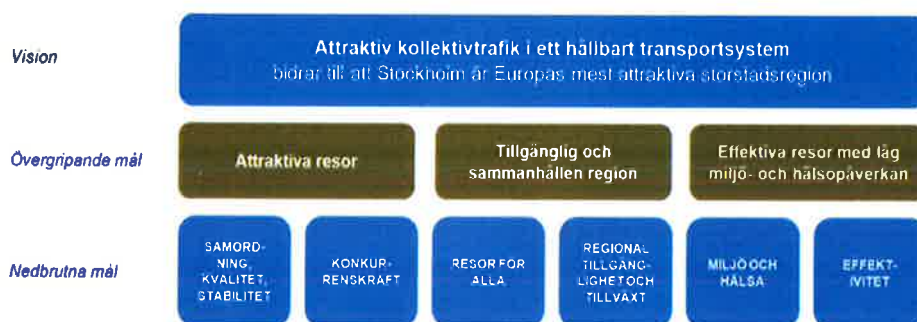 Vision
Attraktiv kollektivtrafik i ett hållbart transportsystem
bidrar till att Stockholm är Europas mest attraktiva storstadsregion
Övergripande mål
Attraktiva resor
Tillgänglig och
sammanhållen region
Effektiva resor med låg
miljö- och hälsopåverkan
Nedbrutna mål
SAMORD-
NING,
KVALITET,
STABILITET
KONKUR-
RENSKRAFT
RESOR FÖR
ALLA
REGIONAL
TILLGÄNG-
LIGHET OCH
TILLVÄXT
MILJÖ OCH
HÄLSA
EFFEKT-
IVITET